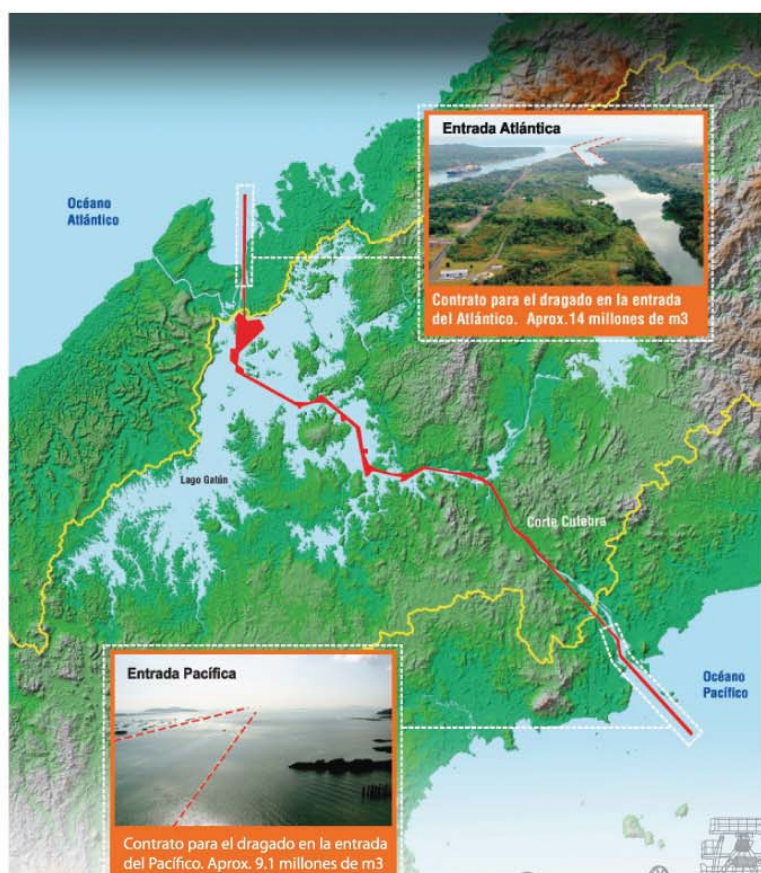 Entrada Atlántica
Océano
Atlántico
Contrato para el dragado en la entrada
del Atlántico. Aprox.14 millones de m3
Lago Gatún
Corte Culebra
Entrada Pacífica
Océano
Pacífico
Contrato para el dragado en la entrada
del Pacífico. Aprox. 9.1 millones de m3